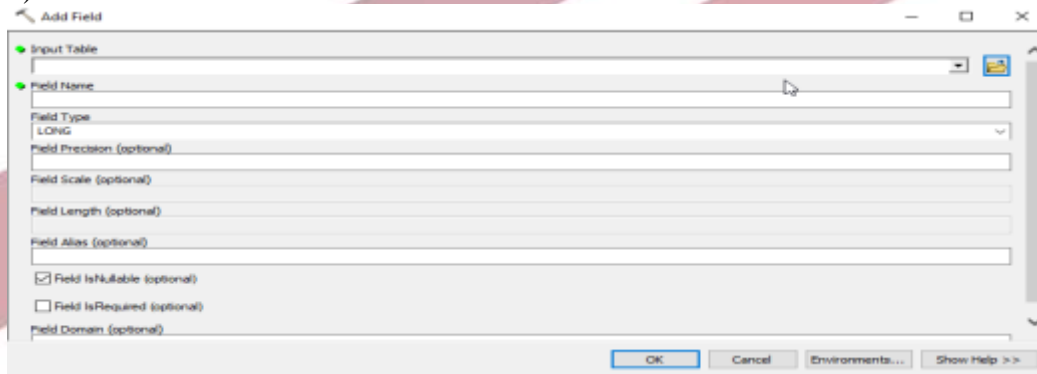 Add Field
Input Table
Field Name
Field Type
LONG
Field Precision (optional)
Field Scale (optional)
Field Length (optional)
Field Alias (optional)
Field IsNullable (optional)
Field IsRequired (optional)
Field Domain (optional)
OK Cancel Environments... Show Help >>